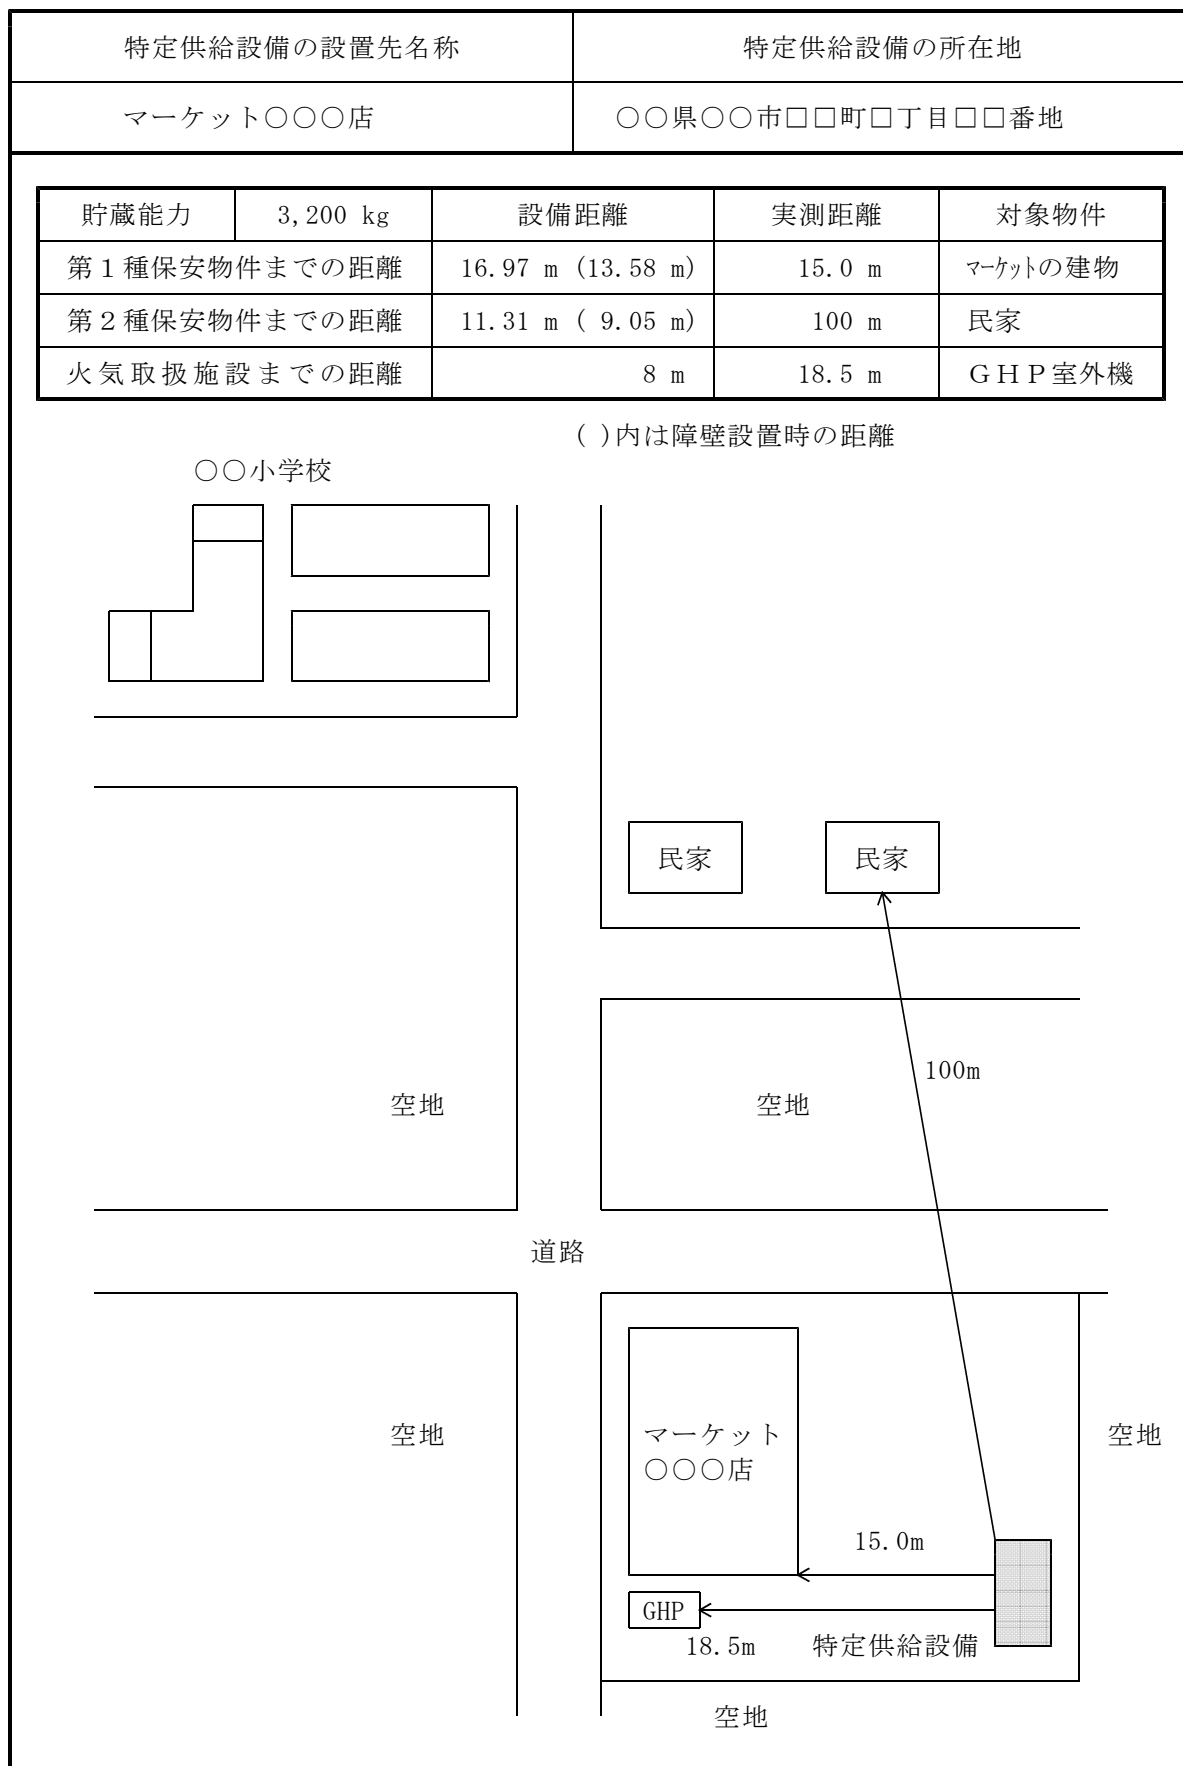 特定供給設備の設置先名称 特定供給設備の所在地
マーケット○○○店 ○○県○○市□□町□丁目□□番地
貯蔵能力 3,200 kg 設備距離 実測距離 対象物件
第1種保安物件までの距離 16.97 m (13.58 m) 15.0 m マーケットの建物
第2種保安物件までの距離 11.31 m ( 9.05 m) 100 m 民家
火気取扱施設までの距離 8 m 18.5 m GHP室外機
( )内は障壁設置時の距離
○○小学校
民家 民家
100m
空地 空地
道路
空地 マーケット 空地
○○○店
15.0m
GHP
18.5m 特定供給設備
空地